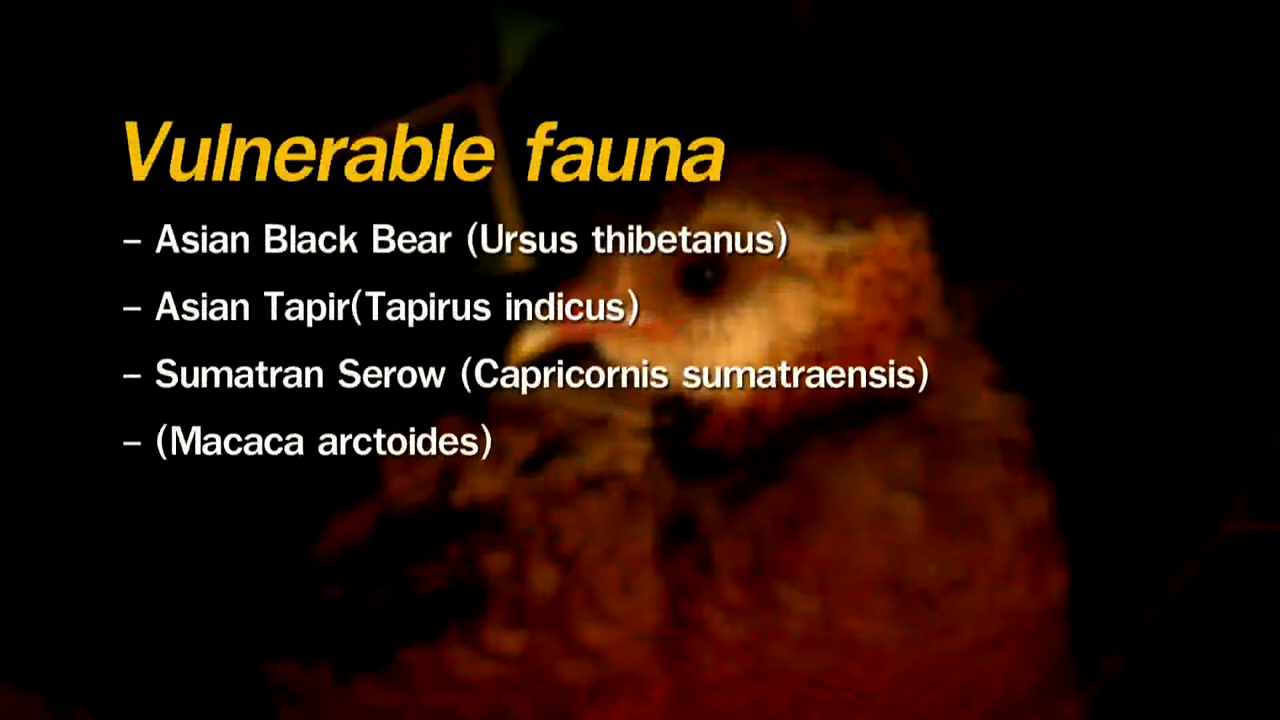 Vulnerable fauna
– Asian Black Bear (Ursus thibetanus)
– Asian Tapir(Tapirus indicus)
– Sumatran Serow (Capricornis sumatraensis)
– (Macaca arctoides)